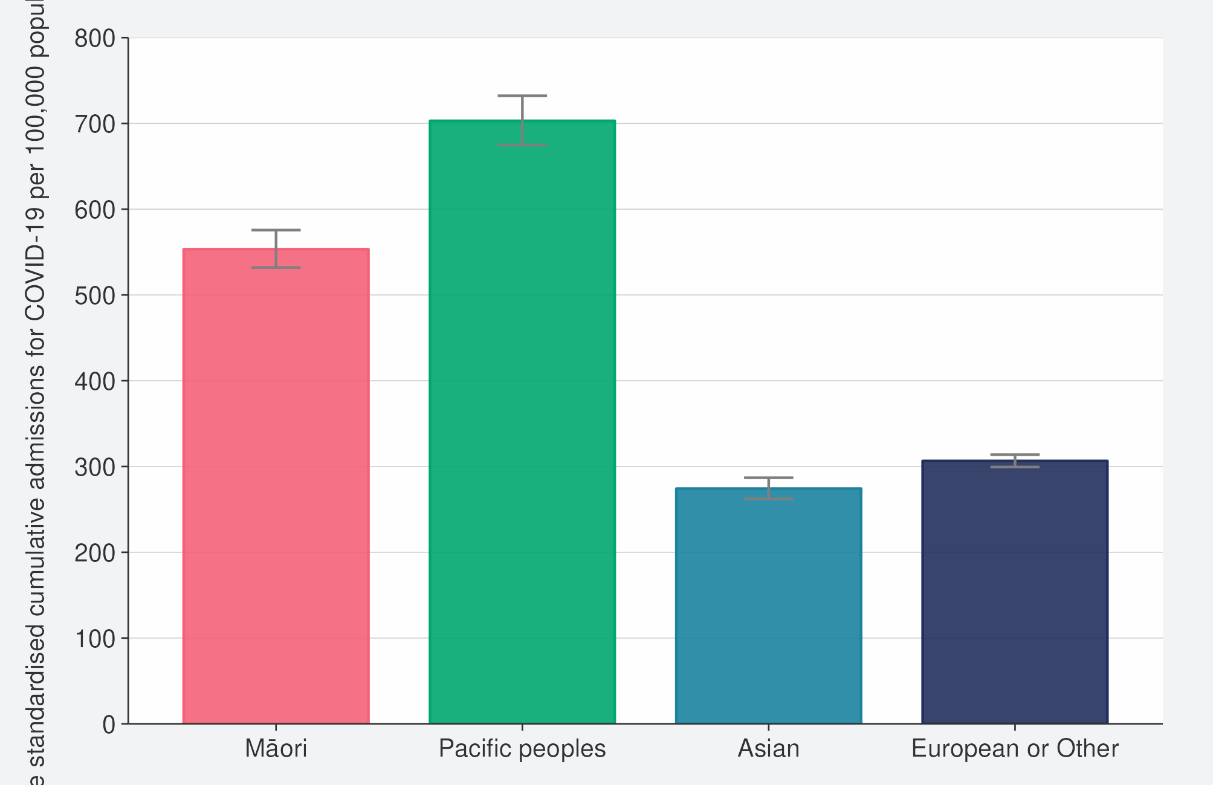 e standardised cumulative admissions for COVID-19 per 100,000 popul
800
700
600
500
400
300
200
100
0
Māori
Pacific peoples
Asian
European or Other